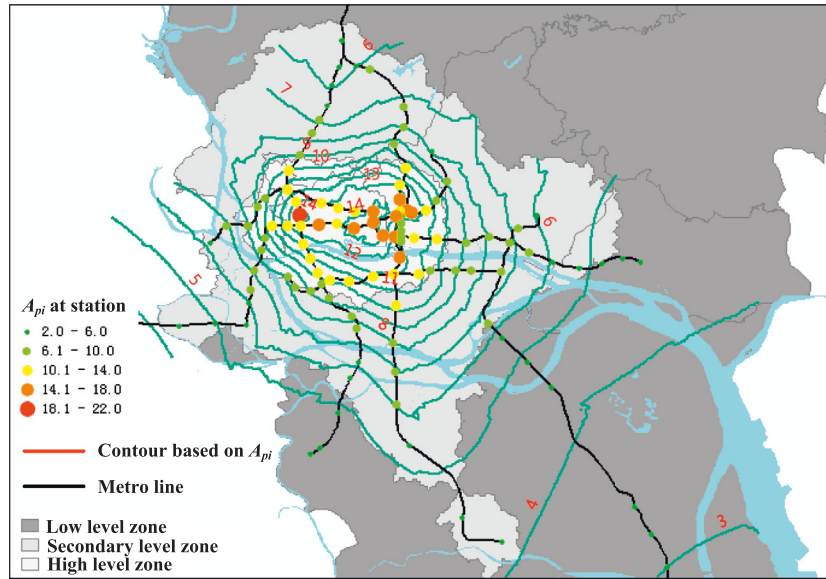 6
7
9
10
13
14
14
12
11
8
6
5
4
3
A_pi at station
2.0 - 6.0
6.1 - 10.0
10.1 - 14.0
14.1 - 18.0
18.1 - 22.0
Contour based on A_pi
Metro line
Low level zone
Secondary level zone
High level zone